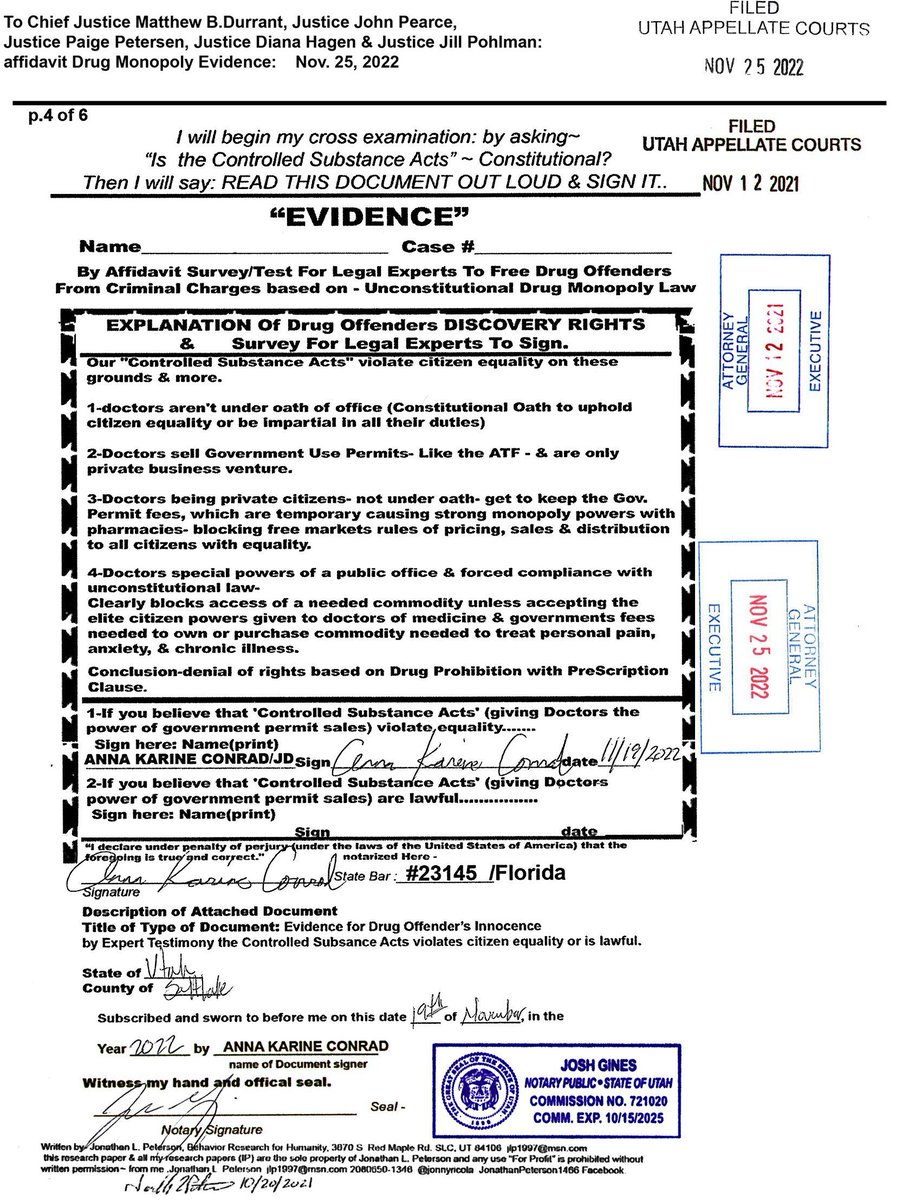 To Chief Justice Matthew B.Durrant, Justice John Pearce,
Justice Paige Petersen, Justice Diana Hagen & Justice Jill Pohlman:
affidavit Drug Monopoly Evidence: Nov. 25, 2022
FILED
UTAH APPELLATE COURTS
NOV 25 2022
p.4 of 6
I will begin my cross examination: by asking~
"Is the Controlled Substance Acts" ~ Constitutional?
Then I will say: READ THIS DOCUMENT OUT LOUD & SIGN IT..
FILED
UTAH APPELLATE COURTS
NOV 12 2021
"EVIDENCE"
Name Case #
By Affidavit Survey/Test For Legal Experts To Free Drug Offenders
From Criminal Charges based on - Unconstitutional Drug Monopoly Law
ATTORNEY
GENERAL
NOV 12 2021
EXECUTIVE
EXPLANATION Of Drug Offenders DISCOVERY RIGHTS
& Survey For Legal Experts To Sign.
Our "Controlled Substance Acts" violate citizen equality on these
grounds & more.
1-doctors aren't under oath of office (Constitutional Oath to uphold
citizen equality or be impartial in all their duties)
2-Doctors sell Government Use Permits- Like the ATF - & are only
private business venture.
3-Doctors being private citizens- not under oath- get to keep the Gov.
Permit fees, which are temporary causing strong monopoly powers with
pharmacies- blocking free markets rules of pricing, sales & distribution
to all citizens with equality.
4-Doctors special powers of a public office & forced compliance with
unconstitutional law-
Clearly blocks access of a needed commodity unless accepting the
elite citizen powers given to doctors of medicine & governments fees
needed to own or purchase commodity needed to treat personal pain,
anxiety, & chronic illness.
Conclusion-denial of rights based on Drug Prohibition with PreScription
Clause.
ATTORNEY
GENERAL
NOV 25 2022
EXECUTIVE
1-If you believe that 'Controlled Substance Acts' (giving Doctors the
power of government permit sales) violate equality.......
Sign here: Name(print)
ANNA KARINE CONRAD/JD Sign Anna Karine Conrad date 11/19/2022
2-If you believe that 'Controlled Substance Acts' (giving Doctors
power of government permit sales) are lawful.................
Sign here: Name(print)
Sign date
"I declare under penalty of perjury (under the laws of the United States of America) that the
foregoing is true and correct." notarized Here -
Anna Karine Conrad State Bar : #23145 /Florida
Signature
Description of Attached Document
Title of Type of Document: Evidence for Drug Offender's Innocence
by Expert Testimony the Controlled Subsance Acts violates citizen equality or is lawful.
State of Utah
County of Salt Lake
Subscribed and sworn to before me on this date 19th of November, in the
Year 2022 by ANNA KARINE CONRAD
name of Document signer
Witness my hand and offical seal.
Seal -
Notary Signature
THE GREAT SEAL OF THE STATE OF UTAH
1896
JOSH GINES
NOTARY PUBLIC • STATE OF UTAH
COMMISSION NO. 721020
COMM. EXP. 10/15/2025
Written by- Jonathan L. Peterson, Behavior Research for Humanity, 3670 S Red Maple Rd. SLC, UT 84106 jlp1997@msn.com
this research paper & all my research papers (IP) are the sole property of Jonathan L. Peterson and any use "For Profit" is prohibited without
written permission~ from me .Jonathan L Peterson jlp1997@msn.com 2080650-1346 @jonnyricola JonathanPeterson1466 Facebook
10/20/2021